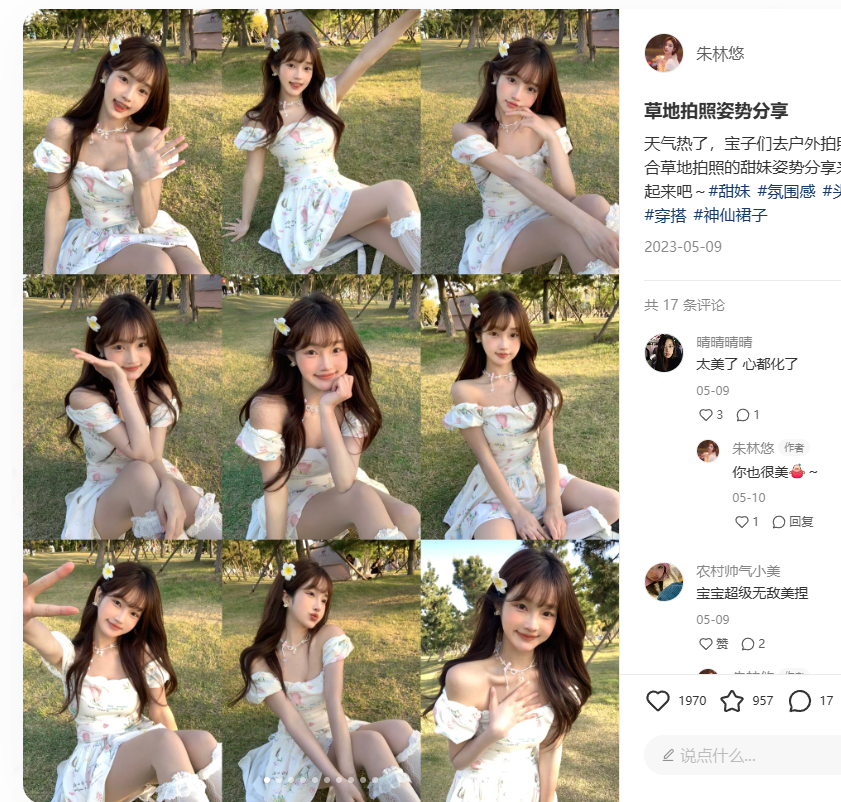 朱林悠
草地拍照姿势分享
天气热了，宝子们去户外拍
合草地拍照的甜妹姿势分享
起来吧～#甜妹 #氛围感 #
#穿搭 #神仙裙子
2023-05-09
共 17 条评论
晴晴晴晴
太美了 心都化了
05-09
3 1
朱林悠 作者
你也很美～
05-10
1 回复
农村帅气小美
宝宝超级无敌美捏
05-09
赞 2
1970 957 17
说点什么...